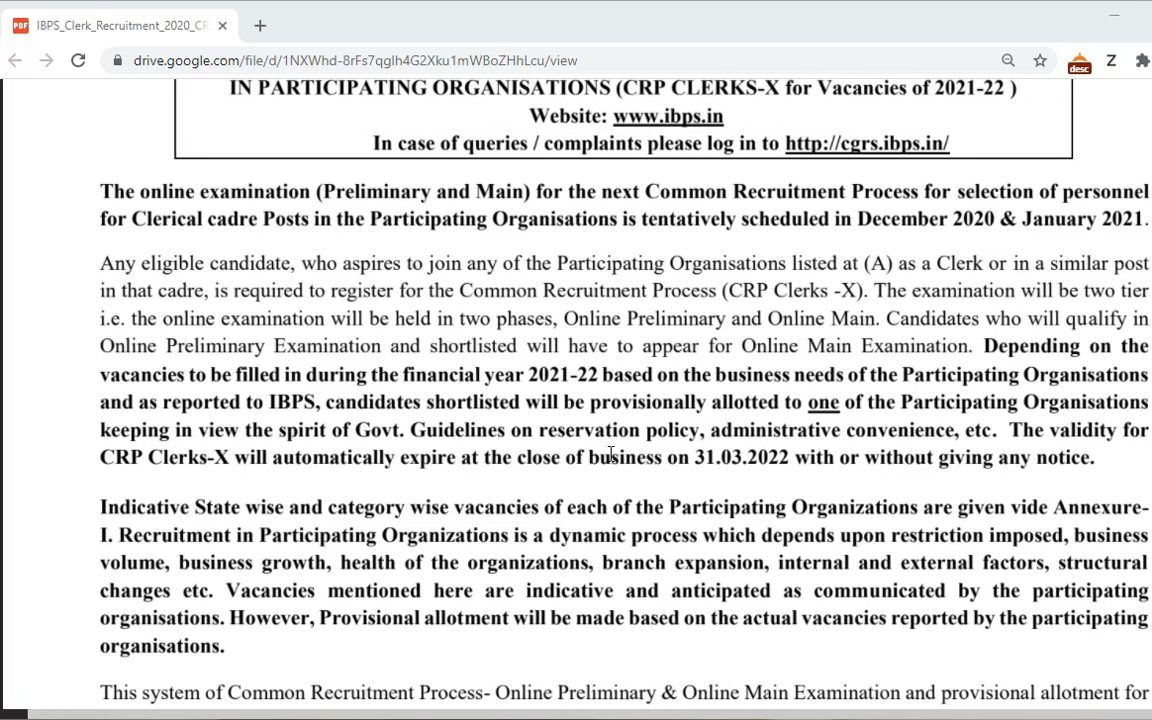 IBPS_Clerk_Recruitment_2020_CR
drive.google.com/file/d/1NXWhd-8rFs7qgIh4G2Xku1mWBoZHhLcu/view
desc
Z
IN PARTICIPATING ORGANISATIONS (CRP CLERKS-X for Vacancies of 2021-22 )
Website: www.ibps.in
In case of queries / complaints please log in to http://cgrs.ibps.in/
The online examination (Preliminary and Main) for the next Common Recruitment Process for selection of personnel
for Clerical cadre Posts in the Participating Organisations is tentatively scheduled in December 2020 & January 2021.
Any eligible candidate, who aspires to join any of the Participating Organisations listed at (A) as a Clerk or in a similar post
in that cadre, is required to register for the Common Recruitment Process (CRP Clerks -X). The examination will be two tier
i.e. the online examination will be held in two phases, Online Preliminary and Online Main. Candidates who will qualify in
Online Preliminary Examination and shortlisted will have to appear for Online Main Examination. Depending on the
vacancies to be filled in during the financial year 2021-22 based on the business needs of the Participating Organisations
and as reported to IBPS, candidates shortlisted will be provisionally allotted to one of the Participating Organisations
keeping in view the spirit of Govt. Guidelines on reservation policy, administrative convenience, etc. The validity for
CRP Clerks-X will automatically expire at the close of business on 31.03.2022 with or without giving any notice.
Indicative State wise and category wise vacancies of each of the Participating Organizations are given vide Annexure-
I. Recruitment in Participating Organizations is a dynamic process which depends upon restriction imposed, business
volume, business growth, health of the organizations, branch expansion, internal and external factors, structural
changes etc. Vacancies mentioned here are indicative and anticipated as communicated by the participating
organisations. However, Provisional allotment will be made based on the actual vacancies reported by the participating
organisations.
This system of Common Recruitment Process- Online Preliminary & Online Main Examination and provisional allotment for